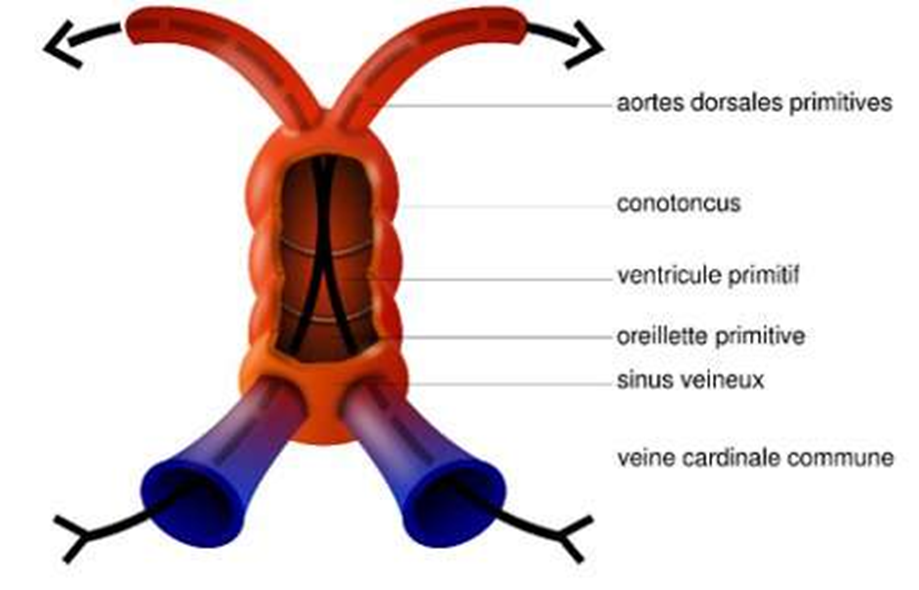 aortes dorsales primitives
conotoncus
ventricule primitif
oreillette primitive
sinus veineux
veine cardinale commune